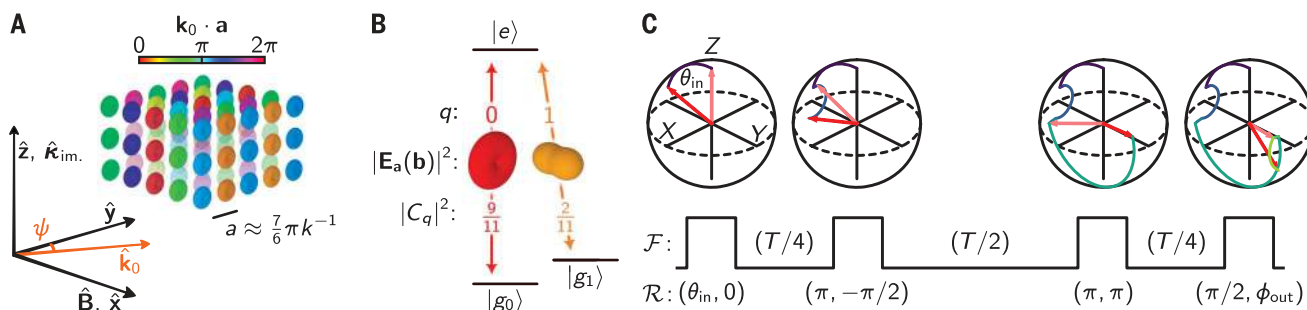 A
k₀ · a
0 π 2π
ẑ, κ̂im.
ŷ
ψ
k̂₀
B̂, x̂
a ≈ 7/6 πk⁻¹
B
|e⟩
q: 0 1
|Eₐ(b)|²:
|C_q|²: 9/11 2/11
|g₁⟩
|g₀⟩
C
Z
θin
X Y
F: (T/4) (T/2) (T/4)
R: (θin, 0) (π, −π/2) (π, π) (π/2, ϕout)